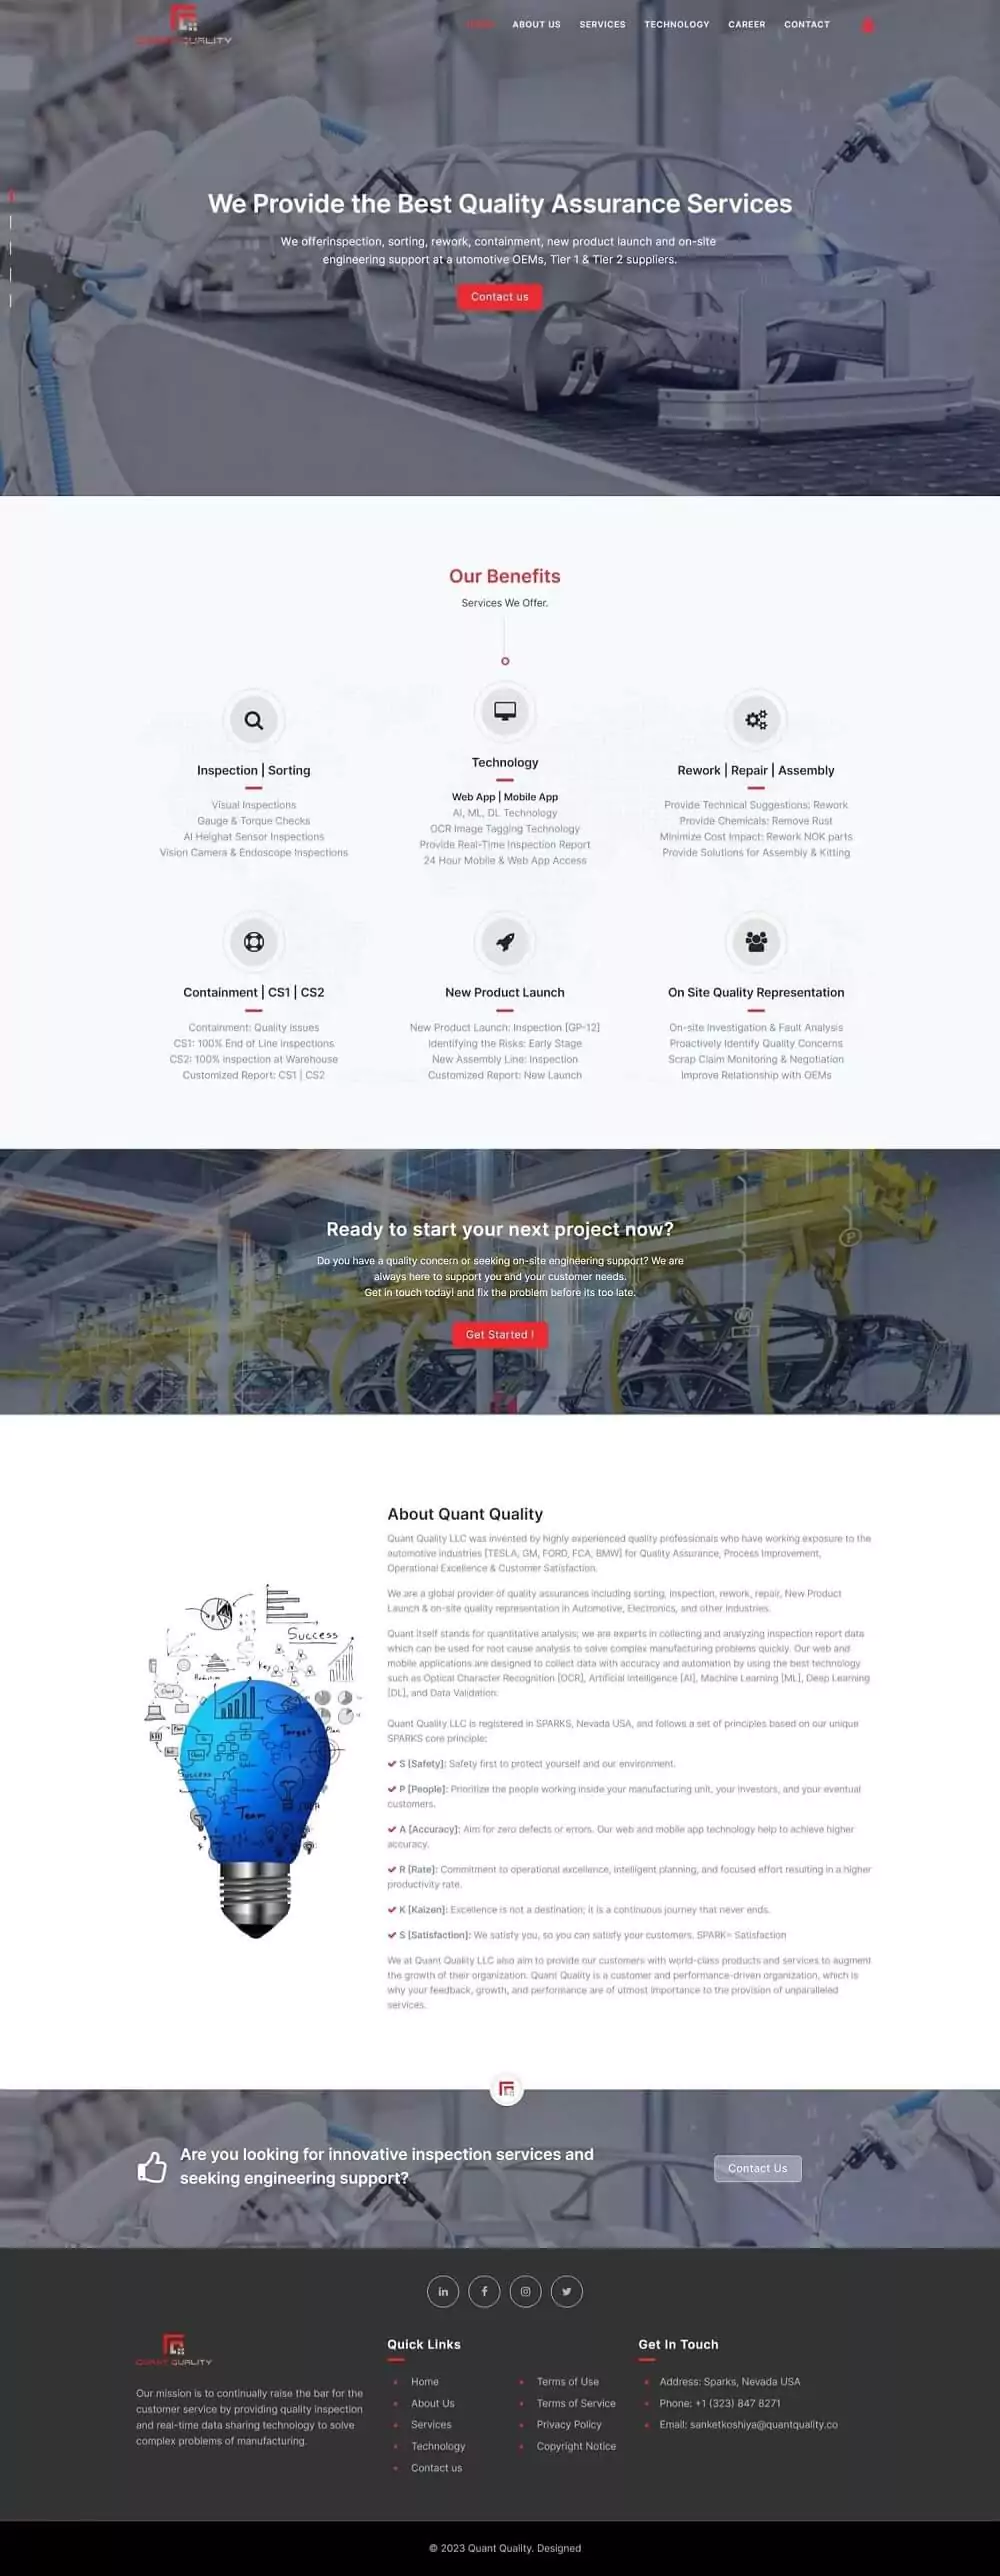 QUANT QUALITY
HOME ABOUT US SERVICES TECHNOLOGY CAREER CONTACT
We Provide the Best Quality Assurance Services
We offerinspection, sorting, rework, containment, new product launch and on-site
engineering support at a utomotive OEMs, Tier 1 & Tier 2 suppliers.
Contact us
Our Benefits
Services We Offer.
Inspection | Sorting
Visual Inspections
Gauge & Torque Checks
AI Heighat Sensor Inspections
Vision Camera & Endoscope Inspections
Technology
Web App | Mobile App
AI, ML, DL Technology
OCR Image Tagging Technology
Provide Real-Time Inspection Report
24 Hour Mobile & Web App Access
Rework | Repair | Assembly
Provide Technical Suggestions: Rework
Provide Chemicals: Remove Rust
Minimize Cost Impact: Rework NOK parts
Provide Solutions for Assembly & Kitting
Containment | CS1 | CS2
Containment: Quality issues
CS1: 100% End of Line Inspections
CS2: 100% inspection at Warehouse
Customized Report: CS1 | CS2
New Product Launch
New Product Launch: Inspection [GP-12]
Identifying the Risks: Early Stage
New Assembly Line: Inspection
Customized Report: New Launch
On Site Quality Representation
On-site Investigation & Fault Analysis
Proactively Identify Quality Concerns
Scrap Claim Monitoring & Negotiation
Improve Relationship with OEMs
Ready to start your next project now?
Do you have a quality concern or seeking on-site engineering support? We are
always here to support you and your customer needs.
Get in touch today! and fix the problem before its too late.
Get Started !
About Quant Quality
Quant Quality LLC was invented by highly experienced quality professionals who have working exposure to the
automotive industries [TESLA, GM, FORD, FCA, BMW] for Quality Assurance, Process Improvement,
Operational Excellence & Customer Satisfaction.
We are a global provider of quality assurances including sorting, inspection, rework, repair, New Product
Launch & on-site quality representation in Automotive, Electronics, and other Industries.
Quant itself stands for quantitative analysis; we are experts in collecting and analyzing inspection report data
which can be used for root cause analysis to solve complex manufacturing problems quickly. Our web and
mobile applications are designed to collect data with accuracy and automation by using the best technology
such as Optical Character Recognition [OCR], Artificial Intelligence [AI], Machine Learning [ML], Deep Learning
[DL], and Data Validation.
Quant Quality LLC is registered in SPARKS, Nevada USA, and follows a set of principles based on our unique
SPARKS core principle:
S [Safety]: Safety first to protect yourself and our environment.
P [People]: Prioritize the people working inside your manufacturing unit, your investors, and your eventual
customers.
A [Accuracy]: Aim for zero defects or errors. Our web and mobile app technology help to achieve higher
accuracy.
R [Rate]: Commitment to operational excellence, intelligent planning, and focused effort resulting in a higher
productivity rate.
K [Kaizen]: Excellence is not a destination; it is a continuous journey that never ends.
S [Satisfaction]: We satisfy you, so you can satisfy your customers. SPARK= Satisfaction
We at Quant Quality LLC also aim to provide our customers with world-class products and services to augment
the growth of their organization. Quant Quality is a customer and performance-driven organization, which is
why your feedback, growth, and performance are of utmost importance to the provision of unparalleled
services.
Success
Key
Target
Plan
Success
Team
Are you looking for innovative inspection services and
seeking engineering support?
Contact Us
QUANT QUALITY
Our mission is to continually raise the bar for the
customer service by providing quality inspection
and real-time data sharing technology to solve
complex problems of manufacturing.
Quick Links
Home
About Us
Services
Technology
Contact us
Terms of Use
Terms of Service
Privacy Policy
Copyright Notice
Get In Touch
Address: Sparks, Nevada USA
Phone: +1 (323) 847 8271
Email: sanketkoshiya@quantquality.co
© 2023 Quant Quality. Designed